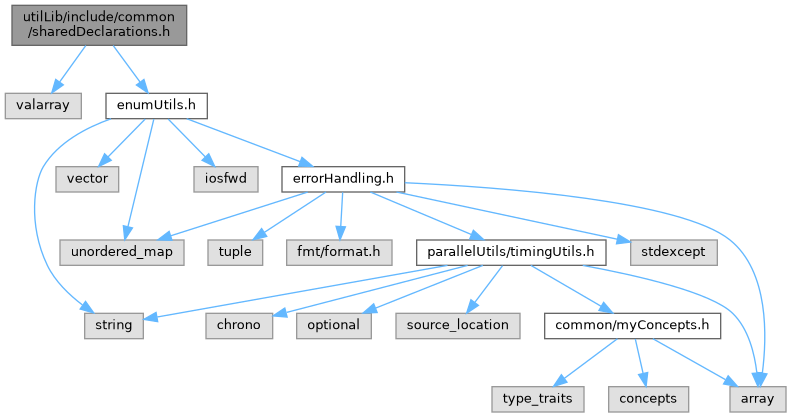 utilLib/include/common
/sharedDeclarations.h
valarray
enumUtils.h
vector
iosfwd
errorHandling.h
unordered_map
tuple
fmt/format.h
parallelUtils/timingUtils.h
stdexcept
string
chrono
optional
source_location
common/myConcepts.h
type_traits
concepts
array